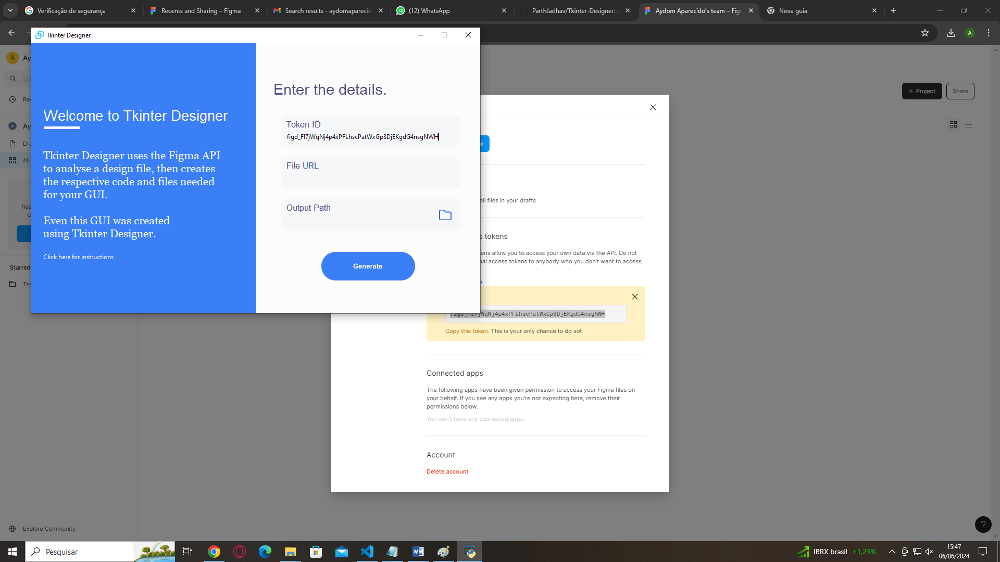 Verificação de segurança
Recents and Sharing – Figma
Search results - aydomaparecid
(12) WhatsApp
ParthJadhav/Tkinter-Designer:
Aydom Aparecido's team – Fig
Nova guia
A
Tkinter Designer
Welcome to Tkinter Designer
Tkinter Designer uses the Figma API
to analyse a design file, then creates
the respective code and files needed
for your GUI.
Even this GUI was created
using Tkinter Designer.
Click here for instructions
Enter the details.
Token ID
figd_FI7jWqNj4p4xPFLhscPatWxGp3DjEKgdG4nsgNWH
File URL
Output Path
Generate
A
Ay
Sea
Rec
A
Ay
Dra
All
Rea
U
Starred
Tea
Explore Community
+ Project
Share
r
all files in your drafts
s tokens
ens allow you to access your own data via the API. Do not
nal access tokens to anybody who you don't want to access
n
figd_FI7jWqNj4p4xPFLhscPatWxGp3DjEKgdG4nsgNWH
Copy this token. This is your only chance to do so!
Connected apps
The following apps have been given permission to access your Figma files on
your behalf. If you see any apps you're not expecting here, remove their
permissions below.
You don't have any connected apps.
Account
Delete account
?
Pesquisar
IBRX brasil +1,23%
15:47
06/06/2024